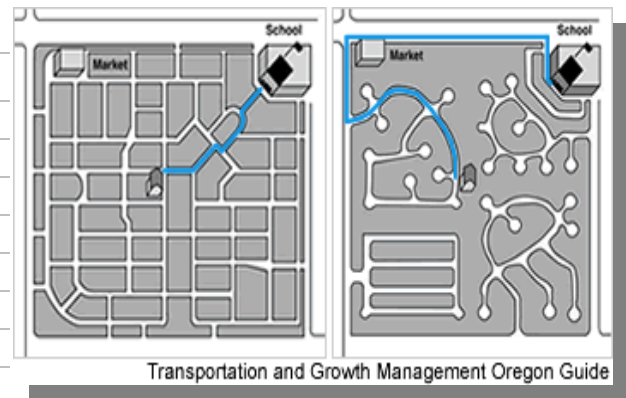 School
School
Market
Market
Transportation and Growth Management Oregon Guide